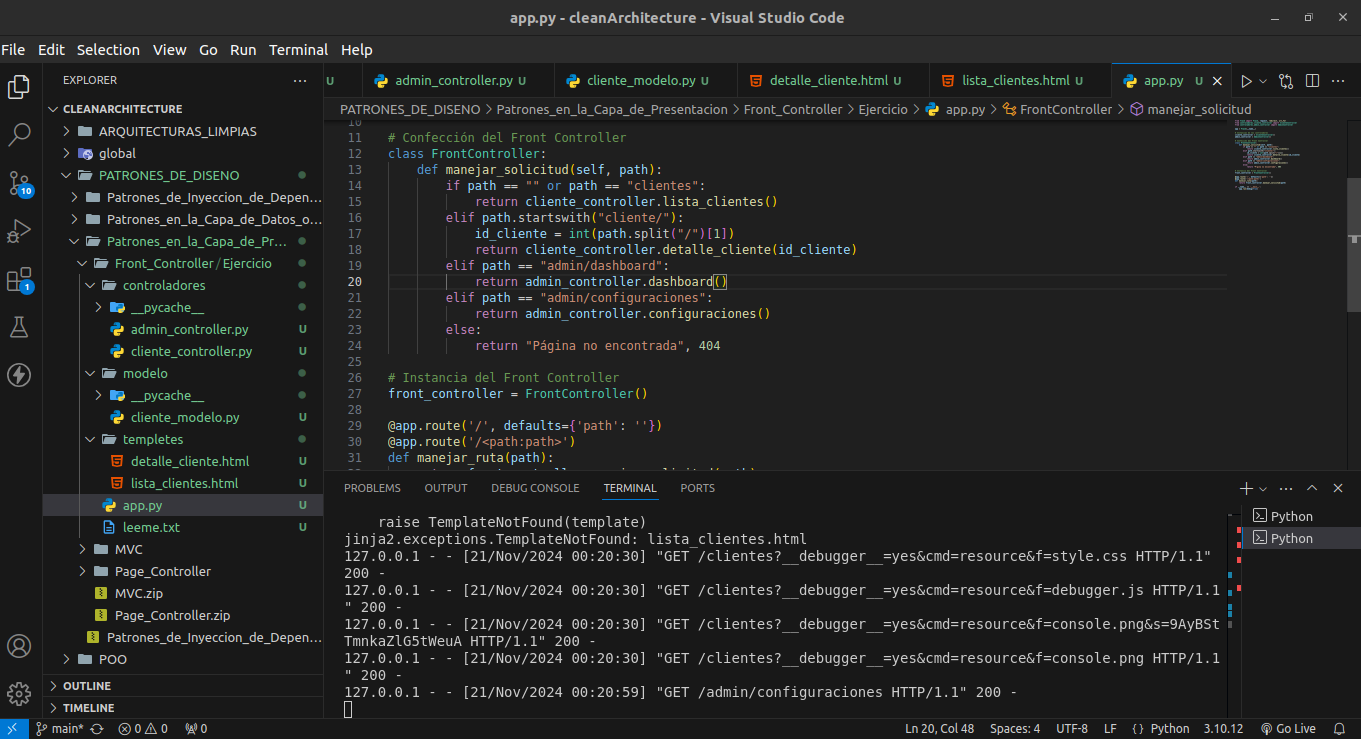 app.py - cleanArchitecture - Visual Studio Code
File Edit Selection View Go Run Terminal Help
EXPLORER
CLEANARCHITECTURE
ARQUITECTURAS_LIMPIAS
global
PATRONES_DE_DISENO
Patrones_de_Inyeccion_de_Depen...
Patrones_en_la_Capa_de_Datos_o...
Patrones_en_la_Capa_de_Pr...
Front_Controller / Ejercicio
controladores
__pycache__
admin_controller.py U
cliente_controller.py U
modelo
__pycache__
cliente_modelo.py U
templetes
detalle_cliente.html U
lista_clientes.html U
app.py U
leeme.txt U
MVC
Page_Controller
MVC.zip
Page_Controller.zip
Patrones_de_Inyeccion_de_Depen...
POO
OUTLINE
TIMELINE
10
1
U admin_controller.py U cliente_modelo.py U detalle_cliente.html U lista_clientes.html U app.py U
PATRONES_DE_DISENO > Patrones_en_la_Capa_de_Presentacion > Front_Controller > Ejercicio > app.py > FrontController > manejar_solicitud
10
11 # Confección del Front Controller
12 class FrontController:
13 def manejar_solicitud(self, path):
14 if path == "" or path == "clientes":
15 return cliente_controller.lista_clientes()
16 elif path.startswith("cliente/"):
17 id_cliente = int(path.split("/")[1])
18 return cliente_controller.detalle_cliente(id_cliente)
19 elif path == "admin/dashboard":
20 return admin_controller.dashboard()
21 elif path == "admin/configuraciones":
22 return admin_controller.configuraciones()
23 else:
24 return "Página no encontrada", 404
25
26 # Instancia del Front Controller
27 front_controller = FrontController()
28
29 @app.route('/', defaults={'path': ''})
30 @app.route('/<path:path>')
31 def manejar_ruta(path):
PROBLEMS OUTPUT DEBUG CONSOLE TERMINAL PORTS
raise TemplateNotFound(template)
jinja2.exceptions.TemplateNotFound: lista_clientes.html
127.0.0.1 - - [21/Nov/2024 00:20:30] "GET /clientes?__debugger__=yes&cmd=resource&f=style.css HTTP/1.1"
200 -
127.0.0.1 - - [21/Nov/2024 00:20:30] "GET /clientes?__debugger__=yes&cmd=resource&f=debugger.js HTTP/1.1
" 200 -
127.0.0.1 - - [21/Nov/2024 00:20:30] "GET /clientes?__debugger__=yes&cmd=resource&f=console.png&s=9AyBSt
TmnkaZlG5tWeuA HTTP/1.1" 200 -
127.0.0.1 - - [21/Nov/2024 00:20:30] "GET /clientes?__debugger__=yes&cmd=resource&f=console.png HTTP/1.1
" 200 -
127.0.0.1 - - [21/Nov/2024 00:20:59] "GET /admin/configuraciones HTTP/1.1" 200 -
Python
Python
main* 0 0 0 Ln 20, Col 48 Spaces: 4 UTF-8 LF {} Python 3.10.12 Go Live